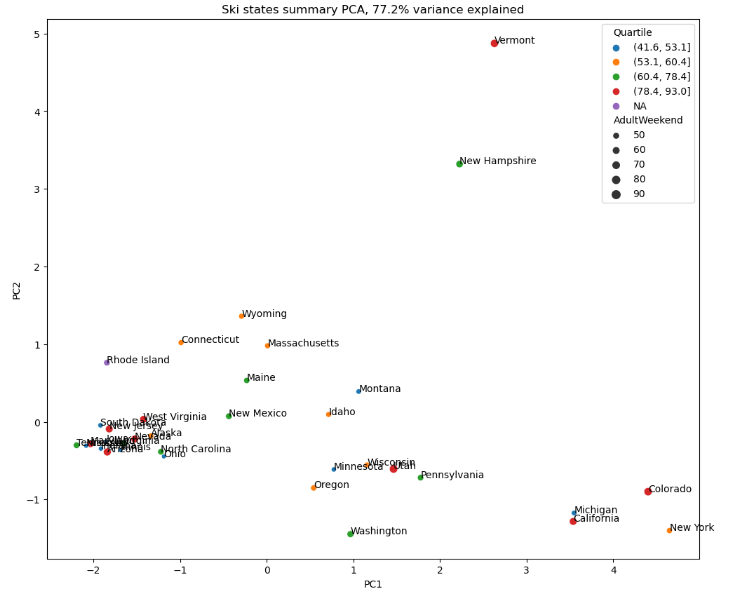 Ski states summary PCA, 77.2% variance explained
Quartile
(41.6, 53.1]
(53.1, 60.4]
(60.4, 78.4]
(78.4, 93.0]
NA
AdultWeekend
50
60
70
80
90
Vermont
New Hampshire
Wyoming
Connecticut
Massachusetts
Rhode Island
Maine
Montana
West Virginia
New Mexico
Idaho
South Dakota
New Jersey
Alaska
Nevada
North Carolina
Ohio
Arizona
Wisconsin
Minnesota
Utah
Pennsylvania
Oregon
Colorado
Michigan
California
New York
Washington
PC2
5
4
3
2
1
0
−1
−2
−1
0
1
2
3
4
PC1